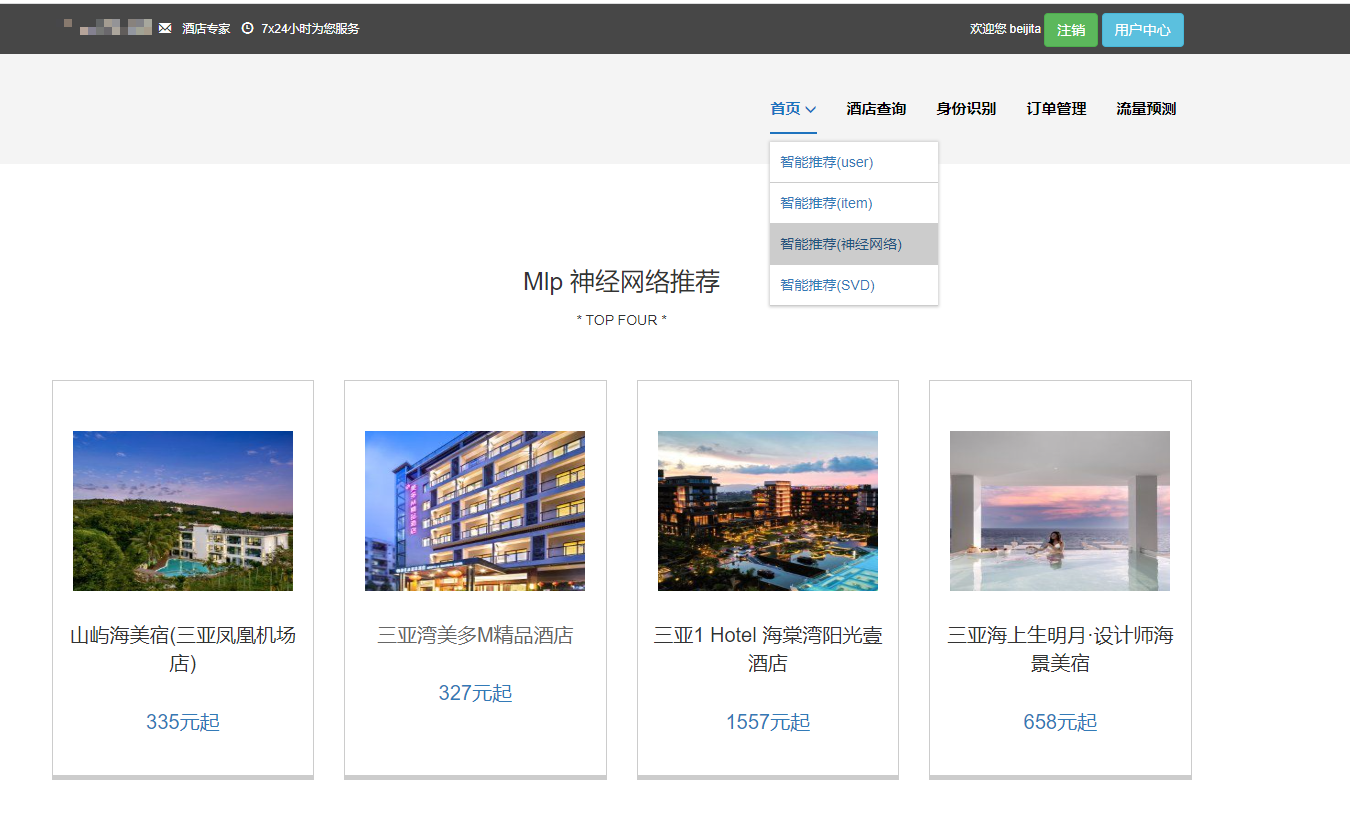 酒店专家 7x24小时为您服务 欢迎您 beijita 注销 用户中心
首页 酒店查询 身份识别 订单管理 流量预测
智能推荐(user)
智能推荐(item)
智能推荐(神经网络)
智能推荐(SVD)
Mlp 神经网络推荐
* TOP FOUR *
山屿海美宿(三亚凤凰机场
店)
335元起
三亚湾美多M精品酒店
327元起
三亚1 Hotel 海棠湾阳光壹
酒店
1557元起
三亚海上生明月·设计师海
景美宿
658元起